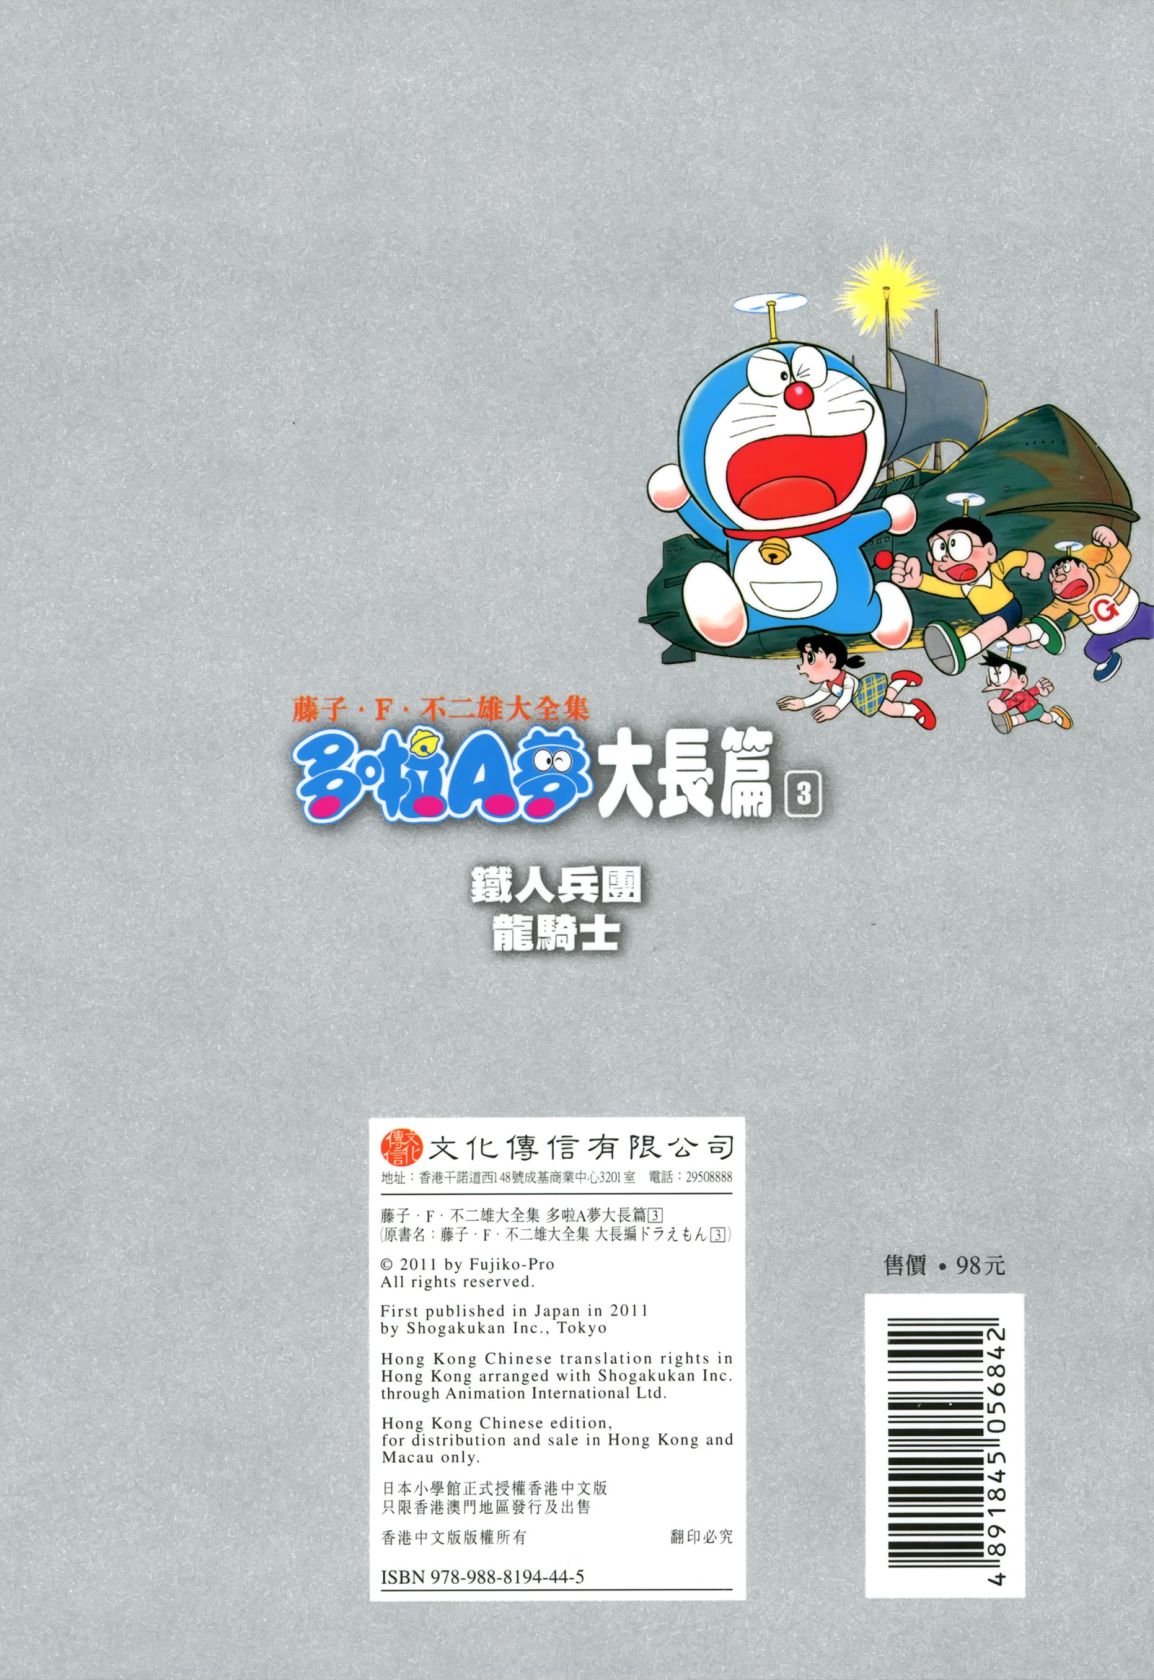 G
藤子・F・不二雄大全集
多啦A夢 大長篇 3
鐵人兵團
龍騎士
文化傳信 文化傳信有限公司
地址：香港干諾道西148號成基商業中心3201室 電話：29508888
藤子・F・不二雄大全集 多啦A夢大長篇3
(原書名：藤子・F・不二雄大全集 大長編ドラえもん3)
© 2011 by Fujiko-Pro
All rights reserved.
First published in Japan in 2011
by Shogakukan Inc., Tokyo
Hong Kong Chinese translation rights in
Hong Kong arranged with Shogakukan Inc.
through Animation International Ltd.
Hong Kong Chinese edition,
for distribution and sale in Hong Kong and
Macau only.
日本小學館正式授權香港中文版
只限香港澳門地區發行及出售
香港中文版版權所有 翻印必究
ISBN 978-988-8194-44-5
售價・98元
4 891845 056842